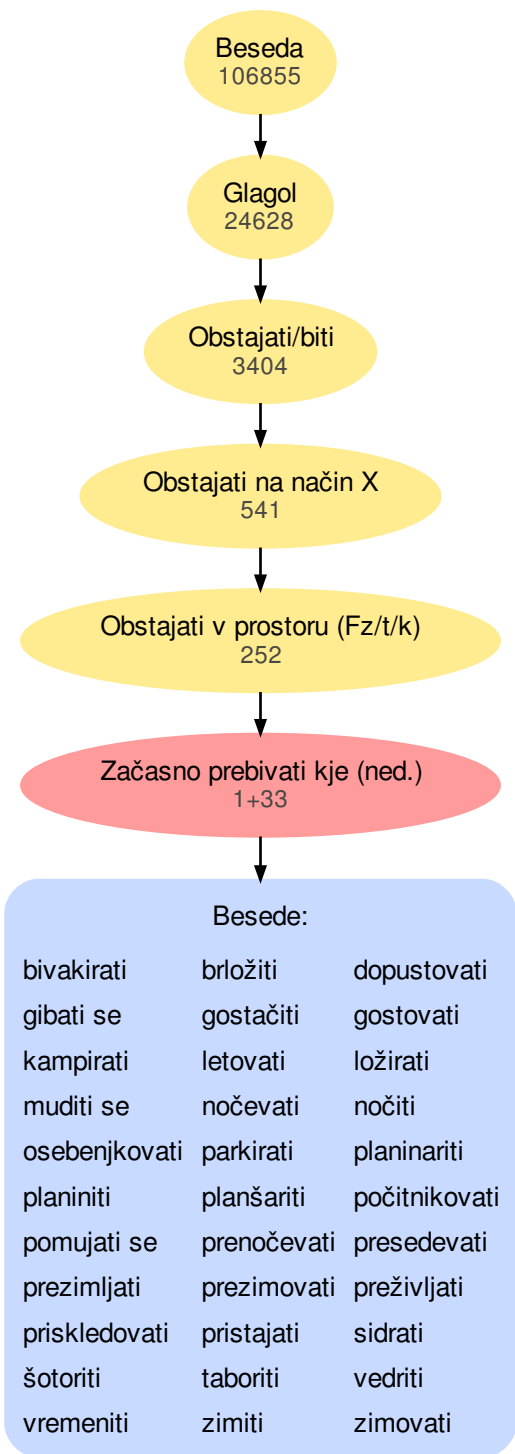 Beseda
106855
Glagol
24628
Obstajati/biti
3404
Obstajati na način X
541
Obstajati v prostoru (Fz/t/k)
252
Začasno prebivati kje (ned.)
1+33
Besede:
bivakirati brložiti dopustovati
gibati se gostačiti gostovati
kampirati letovati ložirati
muditi se nočevati nočiti
osebenjkovati parkirati planinariti
planiniti planšariti počitnikovati
pomujati se prenočevati presedevati
prezimljati prezimovati preživljati
priskledovati pristajati sidrati
šotoriti taboriti vedriti
vremeniti zimiti zimovati